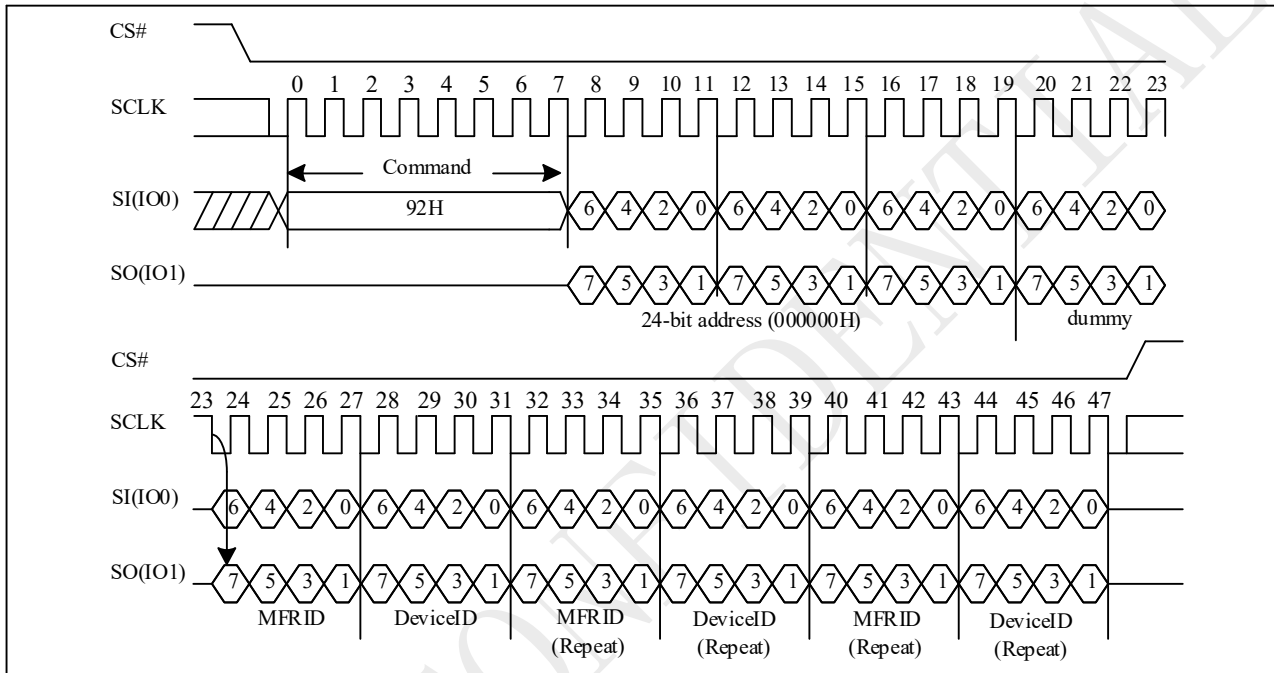 CS#
0 1 2 3 4 5 6 7 8 9 10 11 12 13 14 15 16 17 18 19 20 21 22 23
SCLK
Command
SI(IO0) 92H 6 4 2 0 6 4 2 0 6 4 2 0 6 4 2 0
SO(IO1) 7 5 3 1 7 5 3 1 7 5 3 1 7 5 3 1
24-bit address (000000H) dummy
CS#
23 24 25 26 27 28 29 30 31 32 33 34 35 36 37 38 39 40 41 42 43 44 45 46 47
SCLK
SI(IO0) 6 4 2 0 6 4 2 0 6 4 2 0 6 4 2 0 6 4 2 0 6 4 2 0
SO(IO1) 7 5 3 1 7 5 3 1 7 5 3 1 7 5 3 1 7 5 3 1 7 5 3 1
MFRID DeviceID MFRID DeviceID MFRID DeviceID
(Repeat) (Repeat) (Repeat) (Repeat)
ONFIDENTIAL